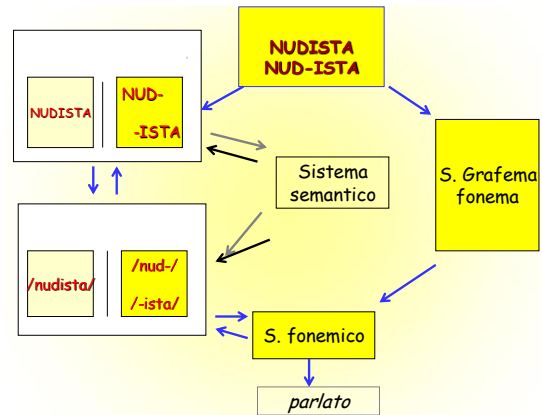 NUDISTA
NUD-ISTA
NUDISTA
NUD-
-ISTA
Sistema
semantico
S. Grafema
fonema
/nudista/
/nud-/
/-ista/
S. fonemico
parlato